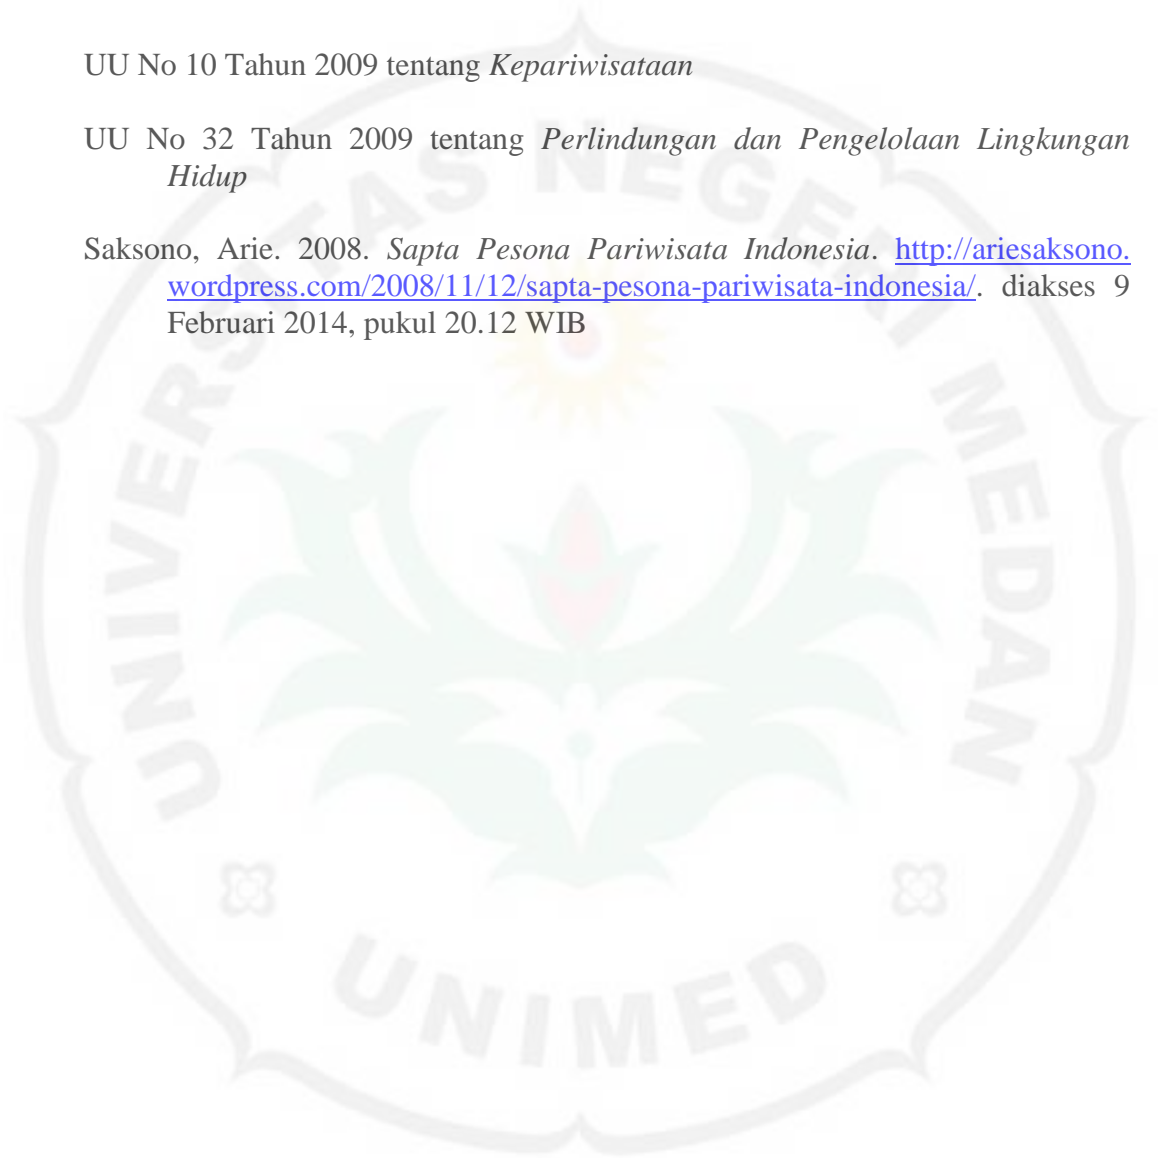 UU No 10 Tahun 2009 tentang Kepariwisataan
UU No 32 Tahun 2009 tentang Perlindungan dan Pengelolaan Lingkungan
Hidup
Saksono, Arie. 2008. Sapta Pesona Pariwisata Indonesia. http://ariesaksono.
wordpress.com/2008/11/12/sapta-pesona-pariwisata-indonesia/. diakses 9
Februari 2014, pukul 20.12 WIB
UNIVERSITAS NEGERI MEDAN
UNIMED